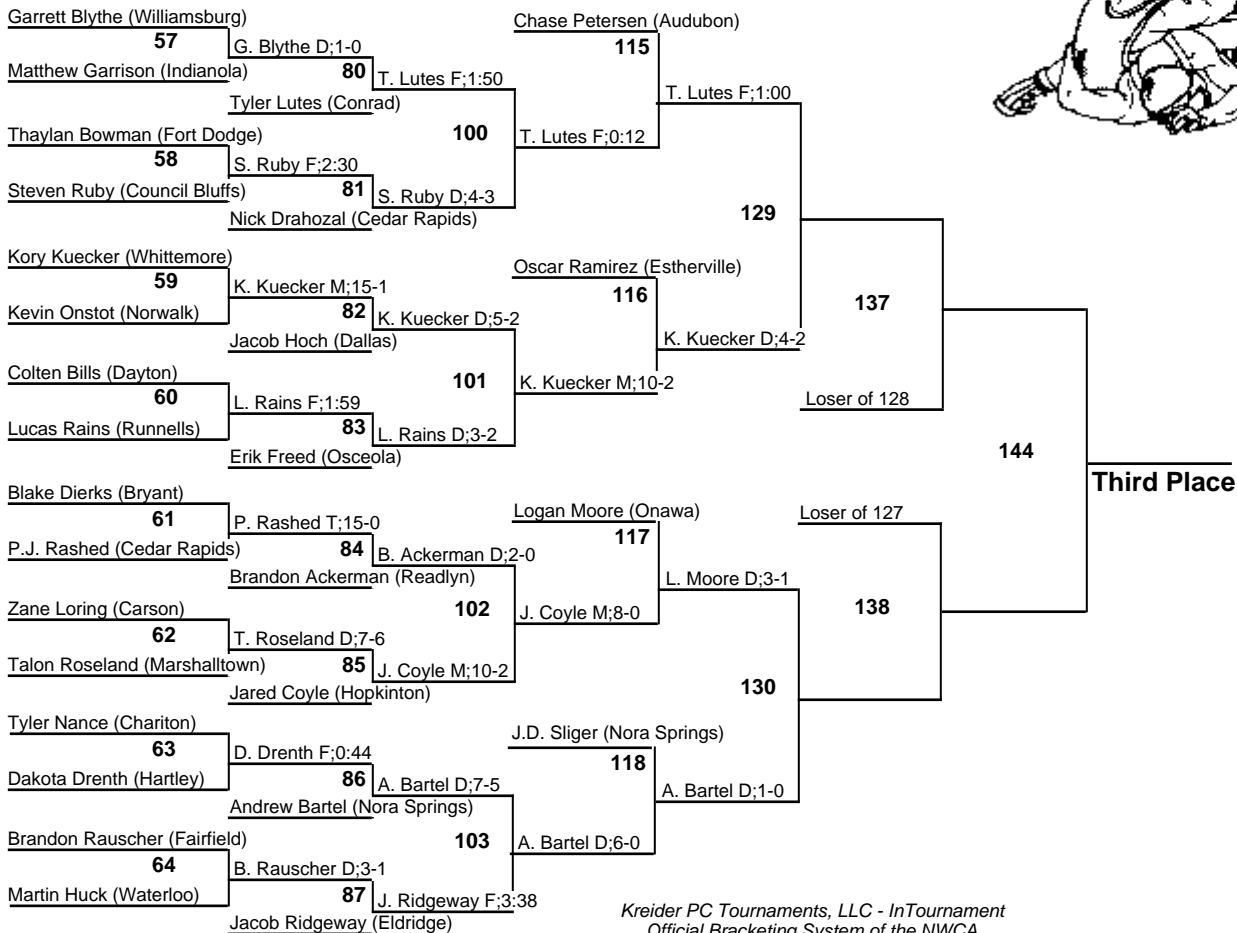 Garrett Blythe (Williamsburg)
57
G. Blythe D;1-0
Matthew Garrison (Indianola)
80
T. Lutes F;1:50
Tyler Lutes (Conrad)
Thaylan Bowman (Fort Dodge)
58
S. Ruby F;2:30
Steven Ruby (Council Bluffs)
81
S. Ruby D;4-3
Nick Drahozal (Cedar Rapids)
100
T. Lutes F;0:12
Chase Petersen (Audubon)
115
T. Lutes F;1:00
Kory Kuecker (Whittemore)
59
K. Kuecker M;15-1
Kevin Onstot (Norwalk)
82
K. Kuecker D;5-2
Jacob Hoch (Dallas)
Colten Bills (Dayton)
60
L. Rains F;1:59
Lucas Rains (Runnells)
83
L. Rains D;3-2
Erik Freed (Osceola)
101
K. Kuecker M;10-2
Oscar Ramirez (Estherville)
116
K. Kuecker D;4-2
129
137
Loser of 128
Blake Dierks (Bryant)
61
P. Rashed T;15-0
P.J. Rashed (Cedar Rapids)
84
B. Ackerman D;2-0
Brandon Ackerman (Readlyn)
Zane Loring (Carson)
62
T. Roseland D;7-6
Talon Roseland (Marshalltown)
85
J. Coyle M;10-2
Jared Coyle (Hopkinton)
102
J. Coyle M;8-0
Logan Moore (Onawa)
117
L. Moore D;3-1
Tyler Nance (Chariton)
63
D. Drenth F;0:44
Dakota Drenth (Hartley)
86
A. Bartel D;7-5
Andrew Bartel (Nora Springs)
Brandon Rauscher (Fairfield)
64
B. Rauscher D;3-1
Martin Huck (Waterloo)
87
J. Ridgeway F;3:38
Jacob Ridgeway (Eldridge)
103
A. Bartel D;6-0
J.D. Sliger (Nora Springs)
118
A. Bartel D;1-0
130
Loser of 127
138
144
Third Place
Kreider PC Tournaments, LLC - InTournament
Official Bracketing System of the NWCA